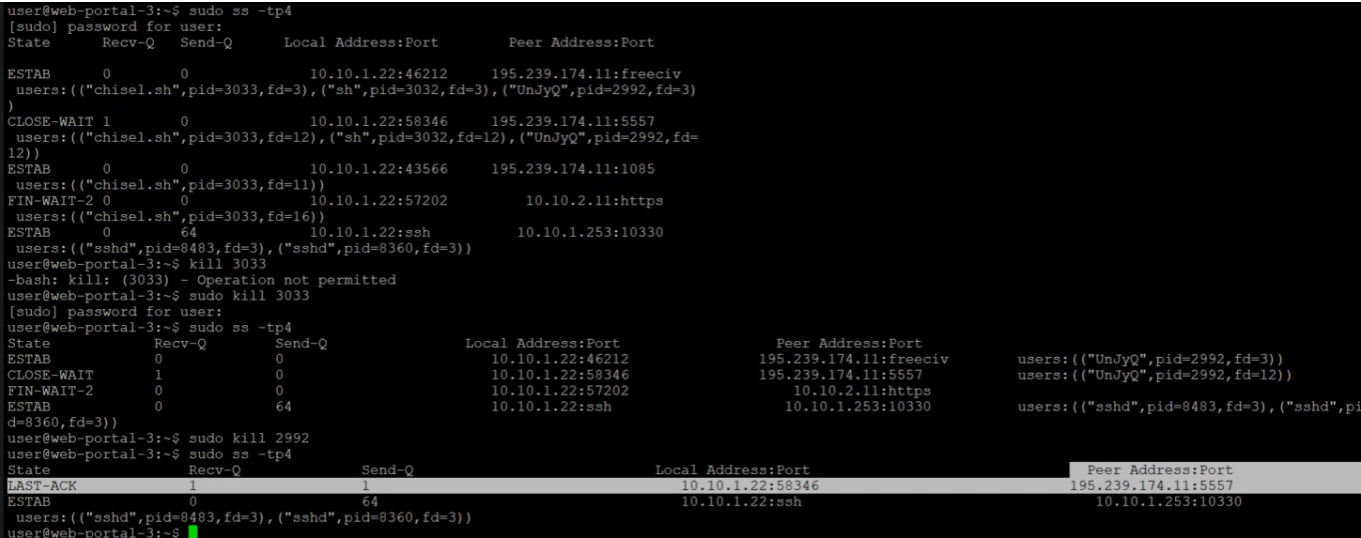 user@web-portal-3:~$ sudo ss -tp4
[sudo] password for user:
State Recv-Q Send-Q Local Address:Port Peer Address:Port
ESTAB 0 0 10.10.1.22:46212 195.239.174.11:freeciv
users:(("chisel.sh",pid=3033,fd=3),("sh",pid=3032,fd=3),("UnJyQ",pid=2992,fd=3)
)
CLOSE-WAIT 1 0 10.10.1.22:58346 195.239.174.11:5557
users:(("chisel.sh",pid=3033,fd=12),("sh",pid=3032,fd=12),("UnJyQ",pid=2992,fd=
12))
ESTAB 0 0 10.10.1.22:43566 195.239.174.11:1085
users:(("chisel.sh",pid=3033,fd=11))
FIN-WAIT-2 0 0 10.10.1.22:57202 10.10.2.11:https
users:(("chisel.sh",pid=3033,fd=16))
ESTAB 0 64 10.10.1.22:ssh 10.10.1.253:10330
users:(("sshd",pid=8483,fd=3),("sshd",pid=8360,fd=3))
user@web-portal-3:~$ kill 3033
-bash: kill: (3033) - Operation not permitted
user@web-portal-3:~$ sudo kill 3033
[sudo] password for user:
user@web-portal-3:~$ sudo ss -tp4
State Recv-Q Send-Q Local Address:Port Peer Address:Port
ESTAB 0 0 10.10.1.22:46212 195.239.174.11:freeciv users:(("UnJyQ",pid=2992,fd=3))
CLOSE-WAIT 1 0 10.10.1.22:58346 195.239.174.11:5557 users:(("UnJyQ",pid=2992,fd=12))
FIN-WAIT-2 0 0 10.10.1.22:57202 10.10.2.11:https
ESTAB 0 64 10.10.1.22:ssh 10.10.1.253:10330 users:(("sshd",pid=8483,fd=3),("sshd",pi
d=8360,fd=3))
user@web-portal-3:~$ sudo kill 2992
user@web-portal-3:~$ sudo ss -tp4
State Recv-Q Send-Q Local Address:Port Peer Address:Port
LAST-ACK 1 1 10.10.1.22:58346 195.239.174.11:5557
ESTAB 0 64 10.10.1.22:ssh 10.10.1.253:10330
users:(("sshd",pid=8483,fd=3),("sshd",pid=8360,fd=3))
user@web-portal-3:~$